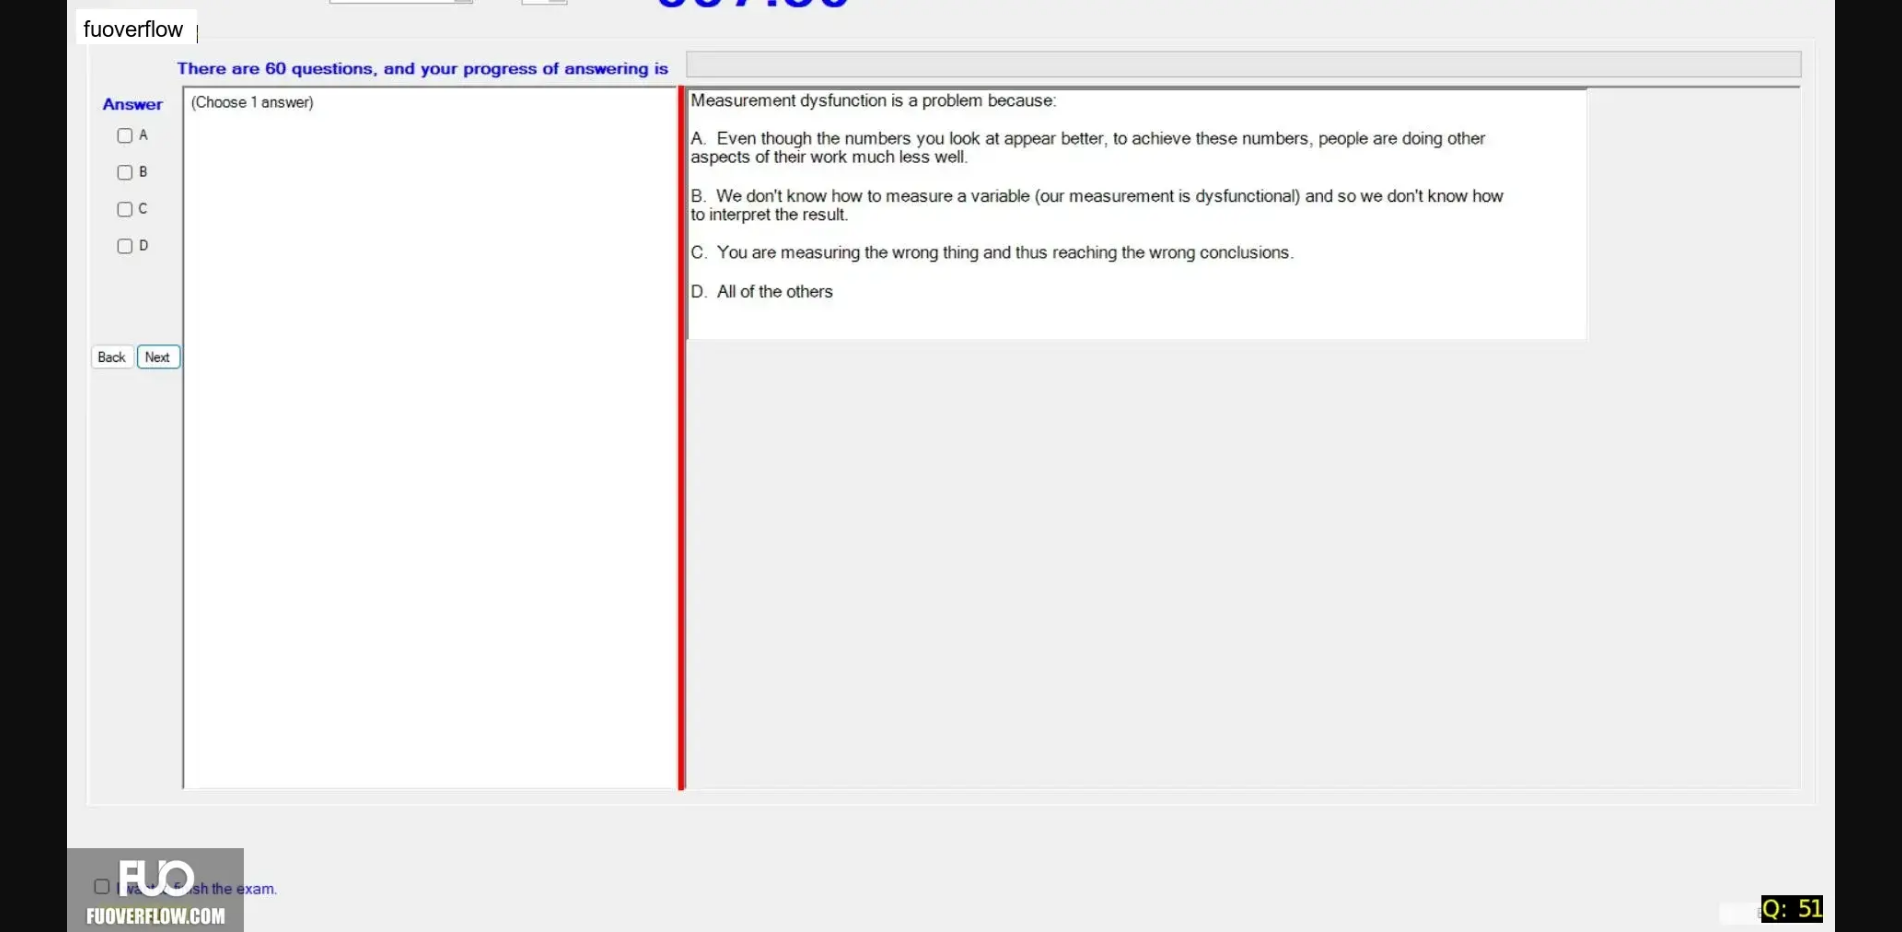 fuoverflow
There are 60 questions, and your progress of answering is
Answer
(Choose 1 answer)
A
B
C
D
Back Next
Measurement dysfunction is a problem because:
A. Even though the numbers you look at appear better, to achieve these numbers, people are doing other
aspects of their work much less well.
B. We don't know how to measure a variable (our measurement is dysfunctional) and so we don't know how
to interpret the result.
C. You are measuring the wrong thing and thus reaching the wrong conclusions.
D. All of the others
the exam.
FUO
FUOVERFLOW.COM
Q: 51